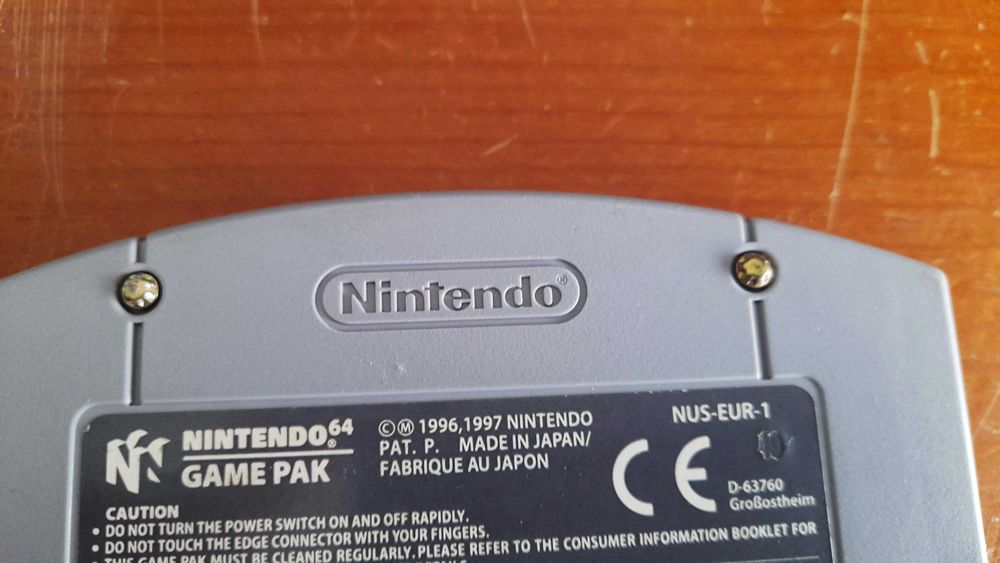 Nintendo®
NINTENDO®64
GAME PAK
©Ⓜ 1996,1997 NINTENDO
PAT. P. MADE IN JAPAN/
FABRIQUE AU JAPON
NUS-EUR-1
CE
D-63760
Großostheim
CAUTION
• DO NOT TURN THE POWER SWITCH ON AND OFF RAPIDLY.
• DO NOT TOUCH THE EDGE CONNECTOR WITH YOUR FINGERS.
• THIS GAME PAK MUST BE CLEANED REGULARLY. PLEASE REFER TO THE CONSUMER INFORMATION BOOKLET FOR